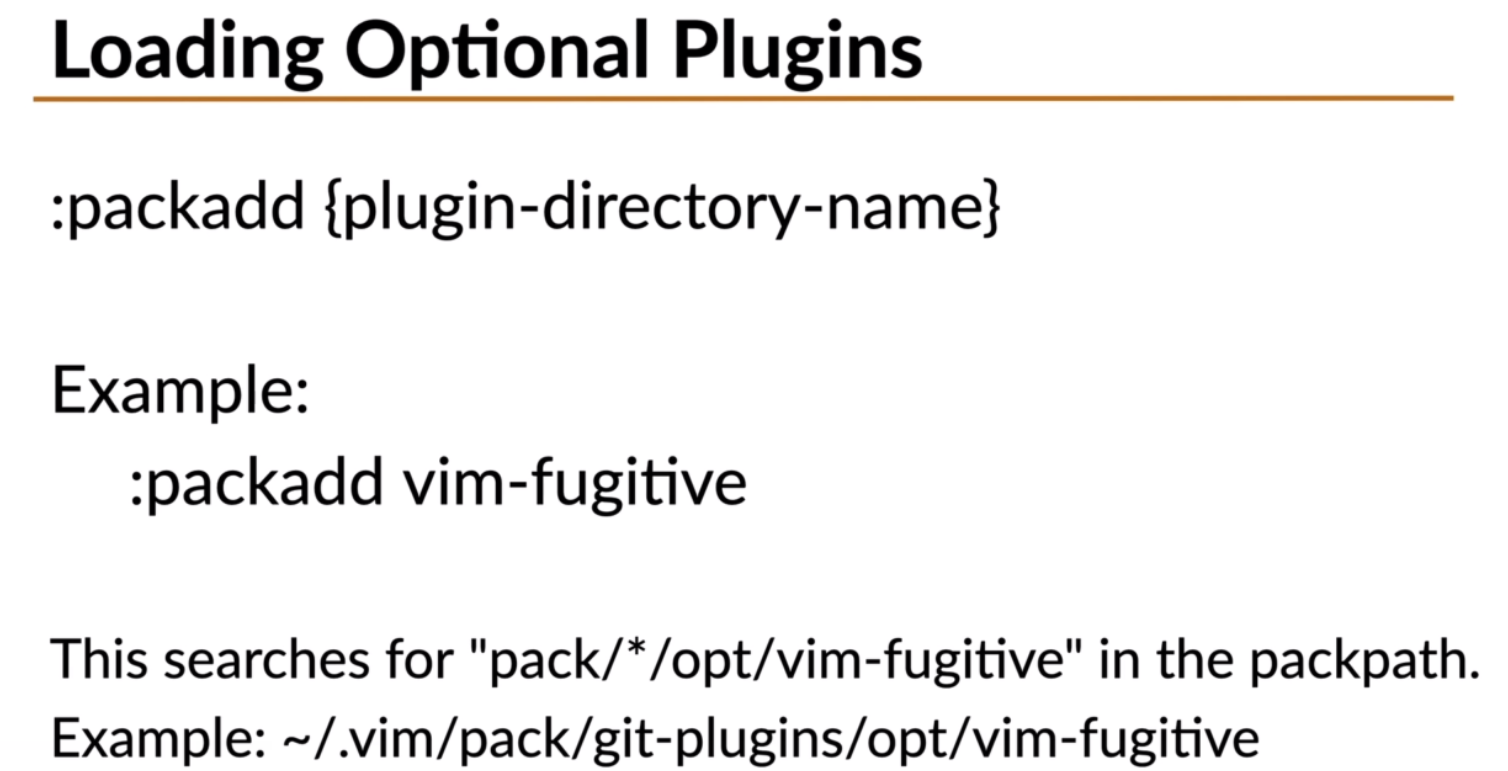 Loading Optional Plugins
:packadd {plugin-directory-name}
Example:
:packadd vim-fugitive
This searches for "pack/*/opt/vim-fugitive" in the packpath.
Example: ~/.vim/pack/git-plugins/opt/vim-fugitive